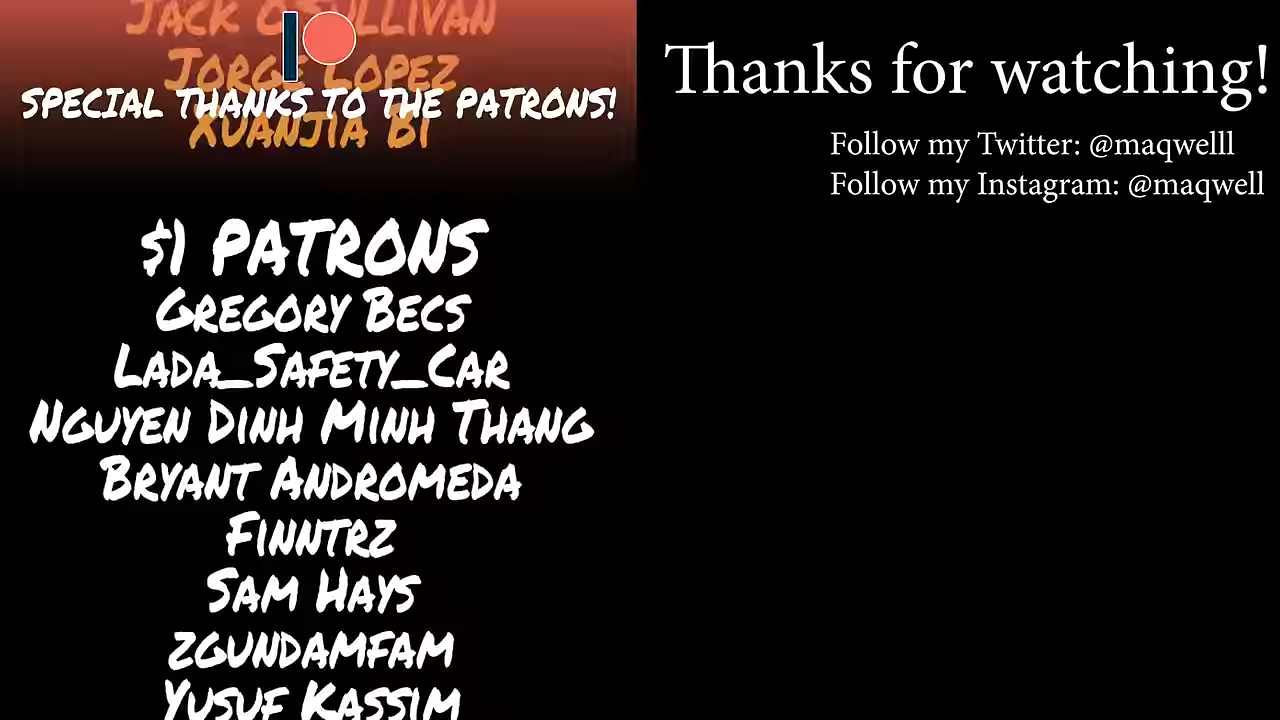 Jack O'Sullivan
Jorge Lopez
SPECIAL THANKS TO THE PATRONS!
Xuanjia Bi
$1 PATRONS
Gregory Becs
Lada_Safety_Car
Nguyen Dinh Minh Thang
Bryant Andromeda
Finntrz
Sam Hays
zgundamfam
Yusuf Kassim
Thanks for watching!
Follow my Twitter: @maqwelll
Follow my Instagram: @maqwell